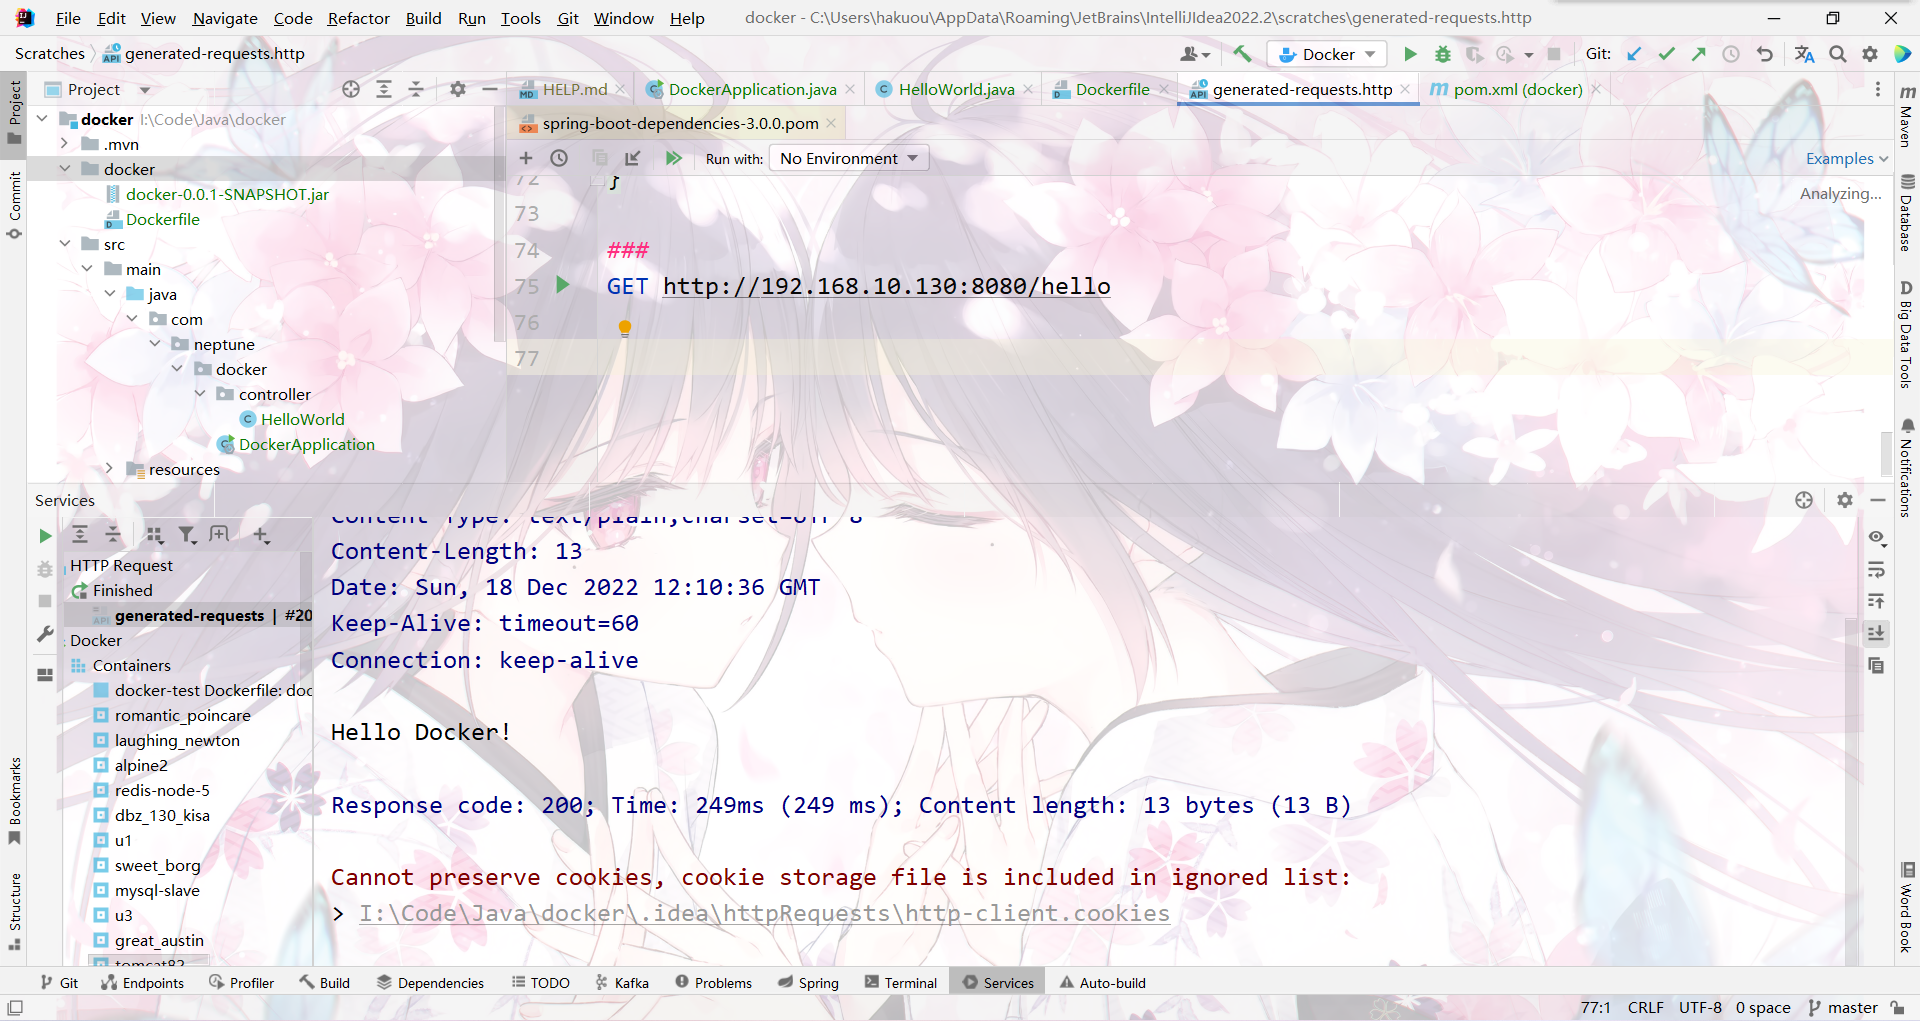 File Edit View Navigate Code Refactor Build Run Tools Git Window Help docker - C:\Users\hakuou\AppData\Roaming\JetBrains\IntelliJIdea2022.2\scratches\generated-requests.http
Scratches generated-requests.http Docker Git:
Project
HELP.md DockerApplication.java HelloWorld.java Dockerfile generated-requests.http pom.xml (docker)
spring-boot-dependencies-3.0.0.pom
Run with: No Environment Examples
Analyzing...
docker I:\Code\Java\docker
.mvn
docker
docker-0.0.1-SNAPSHOT.jar
Dockerfile
src
main
java
com
neptune
docker
controller
HelloWorld
DockerApplication
resources
72 }
73
74 ###
75 GET http://192.168.10.130:8080/hello
76
77
Project
Commit
Bookmarks
Structure
Maven
Database
Big Data Tools
Notifications
Word Book
Services
HTTP Request
Finished
generated-requests | #20
Docker
Containers
docker-test Dockerfile: doc
romantic_poincare
laughing_newton
alpine2
redis-node-5
dbz_130_kisa
u1
sweet_borg
mysql-slave
u3
great_austin
tomcat82
Content-Type: text/plain;charset=UTF-8
Content-Length: 13
Date: Sun, 18 Dec 2022 12:10:36 GMT
Keep-Alive: timeout=60
Connection: keep-alive
Hello Docker!
Response code: 200; Time: 249ms (249 ms); Content length: 13 bytes (13 B)
Cannot preserve cookies, cookie storage file is included in ignored list:
> I:\Code\Java\docker\.idea\httpRequests\http-client.cookies
Git Endpoints Profiler Build Dependencies TODO Kafka Problems Spring Terminal Services Auto-build
77:1 CRLF UTF-8 0 space master